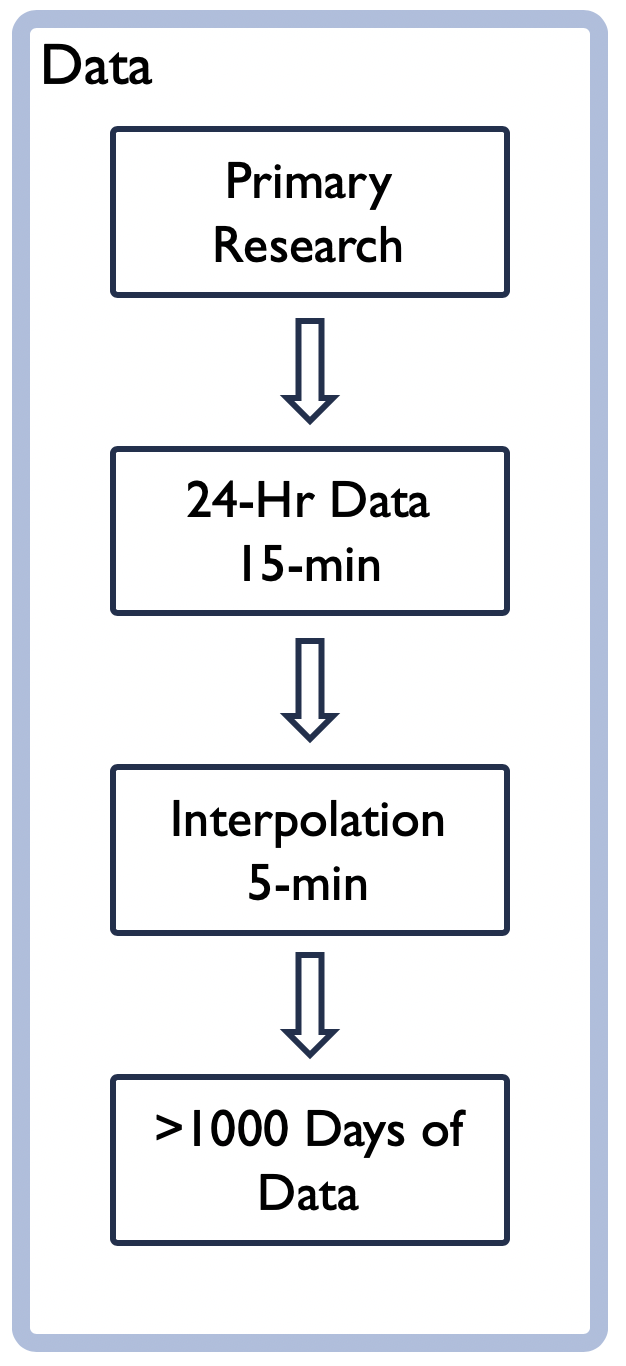 Data
Primary
Research
24-Hr Data
15-min
Interpolation
5-min
>1000 Days of
Data